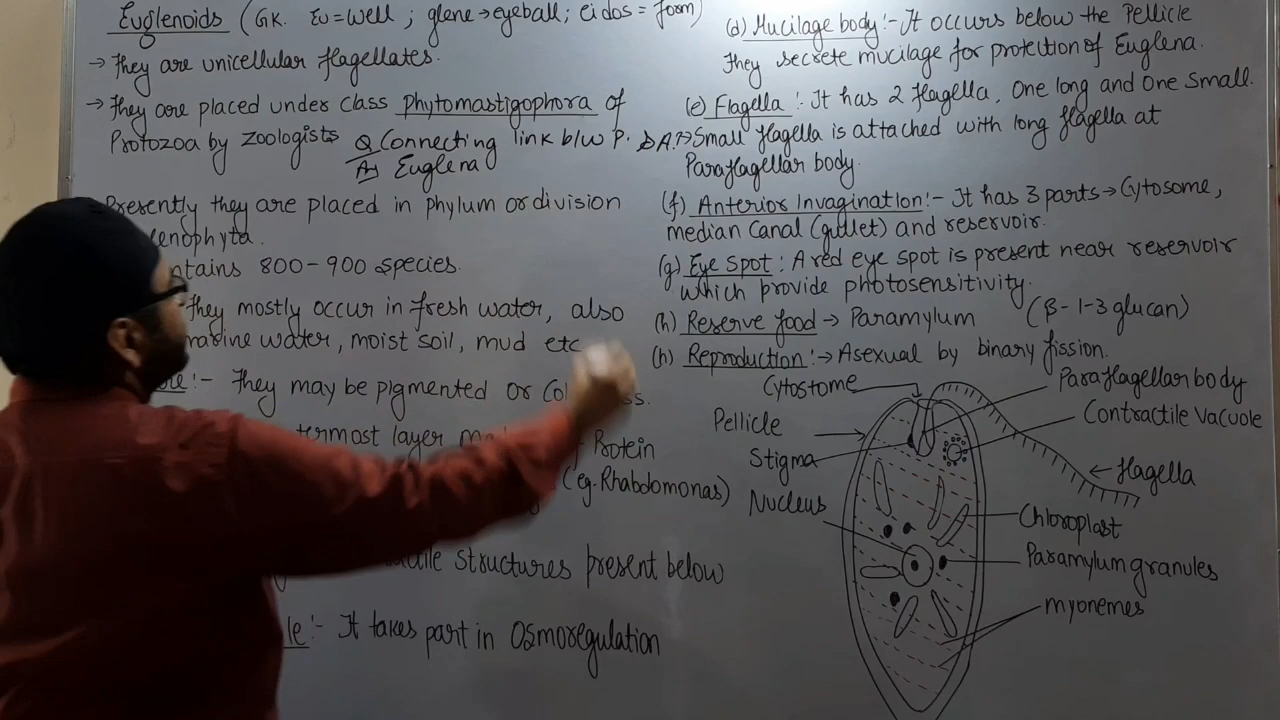 Euglenoids (GK. Eu=well ; glene→eyeball; eidos = form)
→ They are unicellular flagellates.
→ They are placed under class Phytomastigophora of
Protozoa by zoologists Q Connecting link b/w P. & A.?→
A→ Euglena
Presently they are placed in phylum or division
enophyta.
ntains 800-900 species.
They mostly occur in fresh water, also
marine water, moist soil, mud etc
:- They may be pigmented or Col ss.
termost layer Protein
(eg. Rhabdomonas)
tile structures present below
le:- It takes part in Osmoregulation
(d) Mucilage body:- It occurs below the Pellicle
They secrete mucilage for protection of Euglena.
(e) Flagella :- It has 2 flagella, One long and One Small.
Small flagella is attached with long flagella at
Paraflagellar body.
(f) Anterior Invagination:- It has 3 parts→Cytosome,
median canal (gullet) and reservoir.
(g) Eye Spot : A red eye spot is present near reservoir
which provide photosensitivity.
(h) Reserve food → Paramylum (β-1-3 glucan)
(h) Reproduction:→ Asexual by binary fission.
Cytostome
Paraflagellar body
Pellicle
Contractile Vacuole
Stigma
Flagella
Nucleus
Chloroplast
Paramylum granules
myonemes